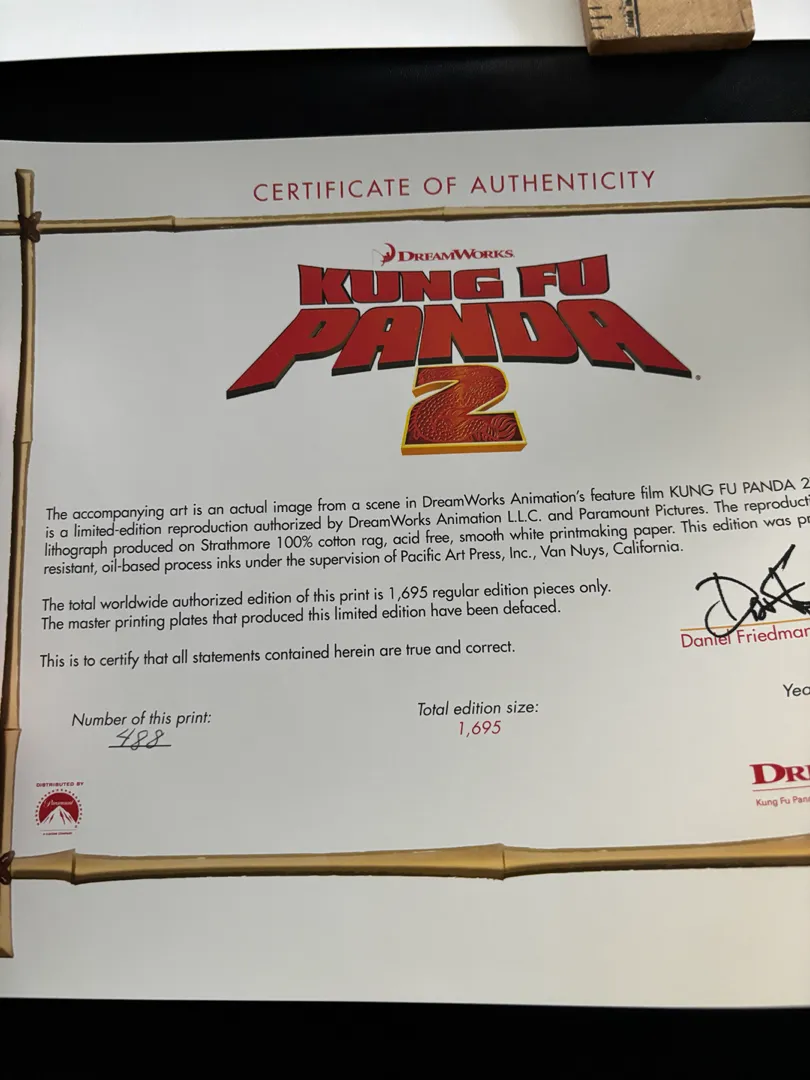 CERTIFICATE OF AUTHENTICITY
DREAMWORKS
KUNG FU
PANDA
2
The accompanying art is an actual image from a scene in DreamWorks Animation's feature film KUNG FU PANDA 2
is a limited-edition reproduction authorized by DreamWorks Animation L.L.C. and Paramount Pictures. The reproducti
lithograph produced on Strathmore 100% cotton rag, acid free, smooth white printmaking paper. This edition was pr
resistant, oil-based process inks under the supervision of Pacific Art Press, Inc., Van Nuys, California.
The total worldwide authorized edition of this print is 1,695 regular edition pieces only.
The master printing plates that produced this limited edition have been defaced.
Daniel Friedman
This is to certify that all statements contained herein are true and correct.
Yea
Number of this print:
488
Total edition size:
1,695
DISTRIBUTED BY
Paramount
DRE
Kung Fu Pan